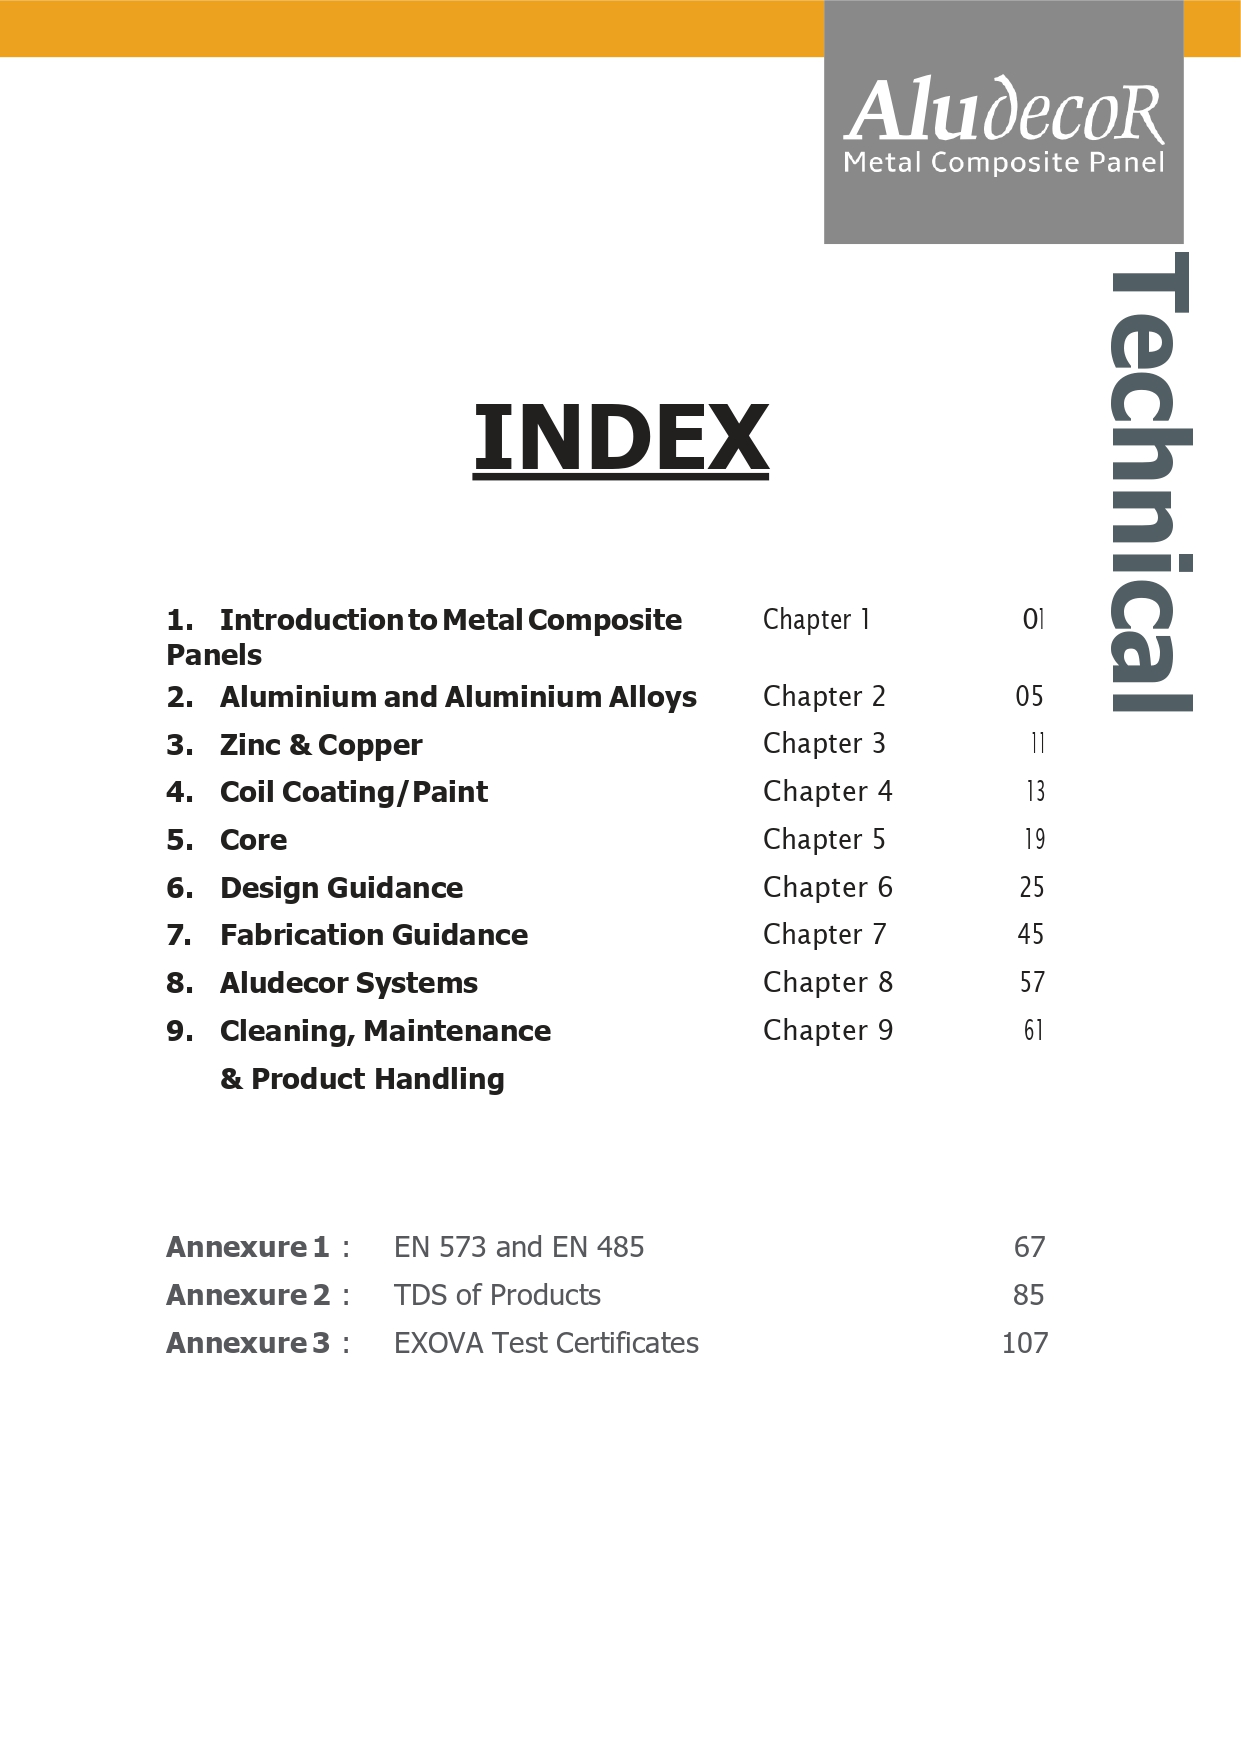 AludecoR
Metal Composite Panel
Technical
INDEX
1. Introduction to Metal Composite Chapter 1 01
Panels
2. Aluminium and Aluminium Alloys Chapter 2 05
3. Zinc & Copper Chapter 3 11
4. Coil Coating/Paint Chapter 4 13
5. Core Chapter 5 19
6. Design Guidance Chapter 6 25
7. Fabrication Guidance Chapter 7 45
8. Aludecor Systems Chapter 8 57
9. Cleaning, Maintenance Chapter 9 61
& Product Handling
Annexure 1 : EN 573 and EN 485 67
Annexure 2 : TDS of Products 85
Annexure 3 : EXOVA Test Certificates 107